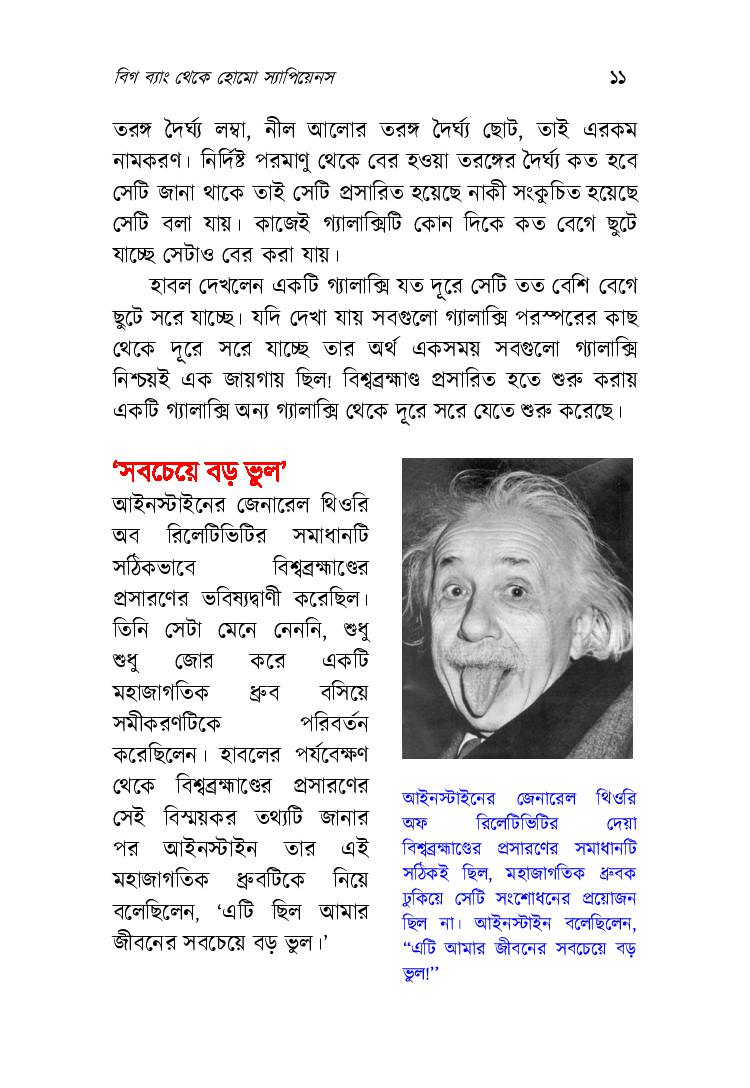 বিগ ব্যাং থেকে হোমো স্যাপিয়েনস ১১
তরঙ্গ দৈর্ঘ্য লম্বা, নীল আলোর তরঙ্গ দৈর্ঘ্য ছোট, তাই এরকম
নামকরণ। নির্দিষ্ট পরমাণু থেকে বের হওয়া তরঙ্গের দৈর্ঘ্য কত হবে
সেটি জানা থাকে তাই সেটি প্রসারিত হয়েছে নাকী সংকুচিত হয়েছে
সেটি বলা যায়। কাজেই গ্যালাক্সিটি কোন দিকে কত বেগে ছুটে
যাচ্ছে সেটাও বের করা যায়।
হাবল দেখলেন একটি গ্যালাক্সি যত দূরে সেটি তত বেশি বেগে
ছুটে সরে যাচ্ছে। যদি দেখা যায় সবগুলো গ্যালাক্সি পরস্পরের কাছ
থেকে দূরে সরে যাচ্ছে তার অর্থ একসময় সবগুলো গ্যালাক্সি
নিশ্চয়ই এক জায়গায় ছিল! বিশ্বব্রহ্মাণ্ড প্রসারিত হতে শুরু করায়
একটি গ্যালাক্সি অন্য গ্যালাক্সি থেকে দূরে সরে যেতে শুরু করেছে।
‘সবচেয়ে বড় ভুল’
আইনস্টাইনের জেনারেল থিওরি
অব রিলেটিভিটির সমাধানটি
সঠিকভাবে বিশ্বব্রহ্মাণ্ডের
প্রসারণের ভবিষ্যদ্বাণী করেছিল।
তিনি সেটা মেনে নেননি, শুধু
শুধু জোর করে একটি
মহাজাগতিক ধ্রুব বসিয়ে
সমীকরণটিকে পরিবর্তন
করেছিলেন। হাবলের পর্যবেক্ষণ
থেকে বিশ্বব্রহ্মাণ্ডের প্রসারণের
সেই বিস্ময়কর তথ্যটি জানার
পর আইনস্টাইন তার এই
মহাজাগতিক ধ্রুবটিকে নিয়ে
বলেছিলেন, ‘এটি ছিল আমার
জীবনের সবচেয়ে বড় ভুল।’
আইনস্টাইনের জেনারেল থিওরি
অফ রিলেটিভিটির দেয়া
বিশ্বব্রহ্মাণ্ডের প্রসারণের সমাধানটি
সঠিকই ছিল, মহাজাগতিক ধ্রুবক
ঢুকিয়ে সেটি সংশোধনের প্রয়োজন
ছিল না। আইনস্টাইন বলেছিলেন,
“এটি আমার জীবনের সবচেয়ে বড়
ভুল!”